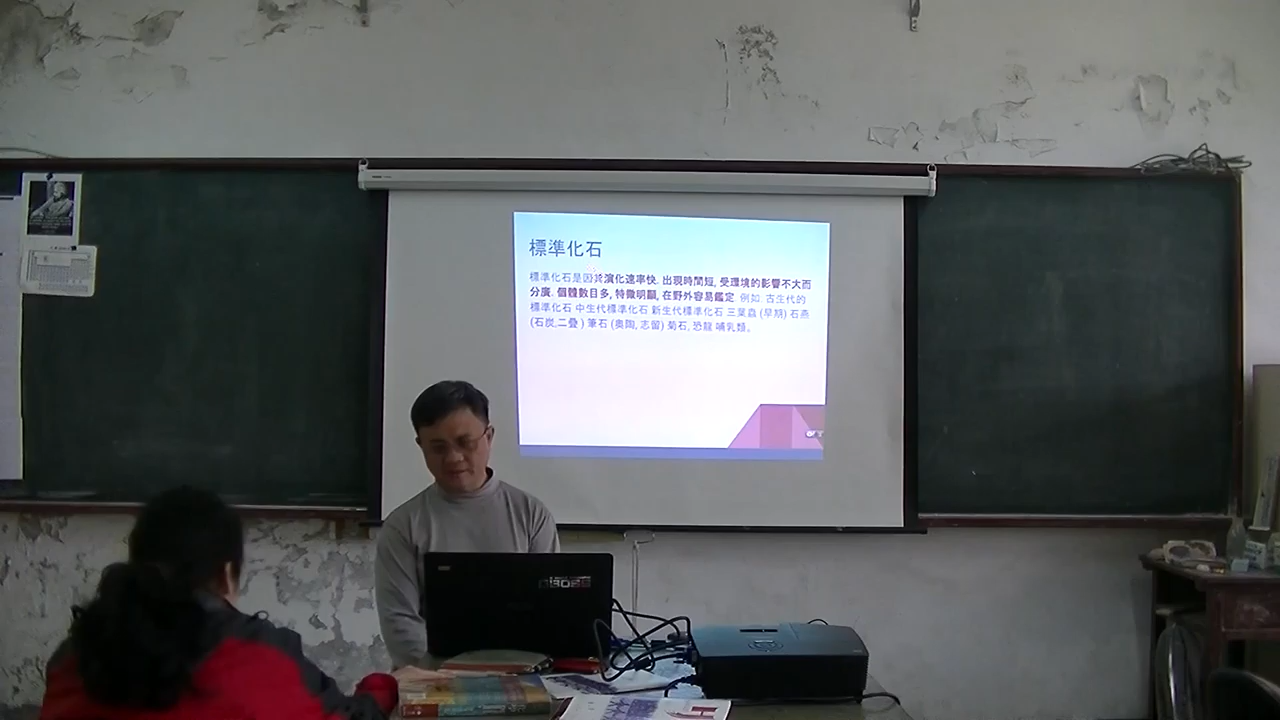 標準化石
標準化石是因於演化速率快, 出現時間短, 受環境的影響不大而
分廣, 個體數目多, 特徵明顯, 在野外容易鑑定. 例如: 古生代的
標準化石 中生代標準化石 新生代標準化石 三葉蟲 (早期) 石燕
(石炭,二疊 ) 筆石 (奧陶, 志留) 菊石, 恐龍 哺乳類。
BOSS